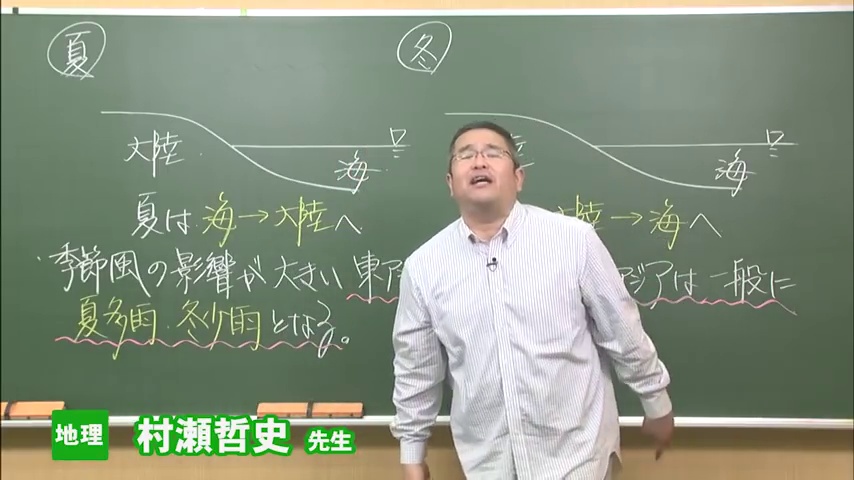 夏
冬
大陸
海
海
夏は海→大陸へ
大陸→海へ
季節風の影響が大きい東ア
ジアは一般に
夏多雨・冬少雨となる。
地理 村瀬哲史 先生